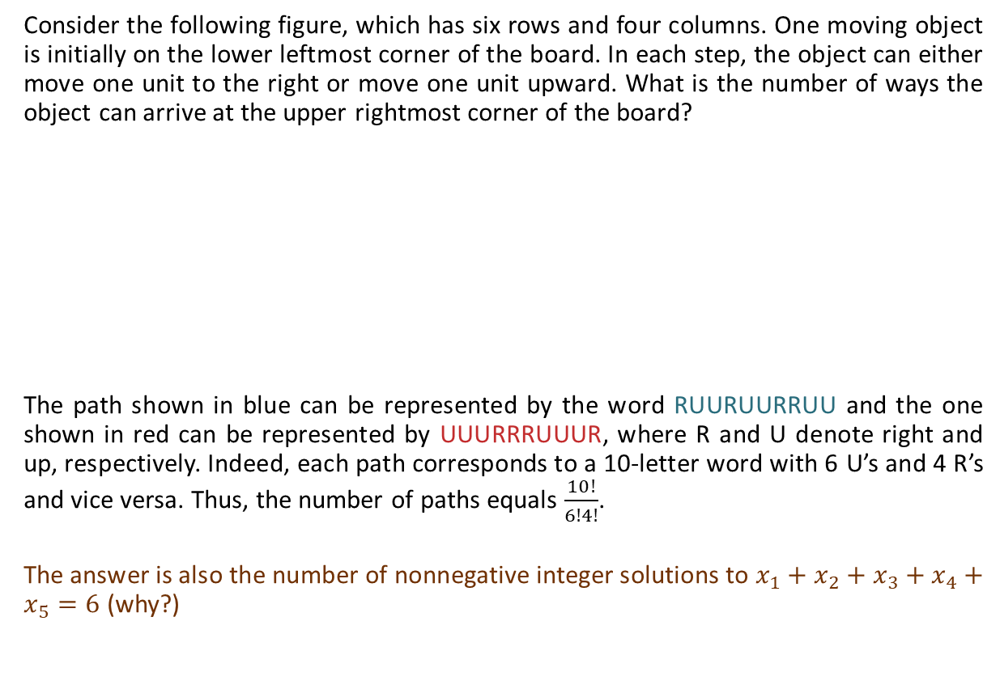 Consider the following figure, which has six rows and four columns. One moving object
is initially on the lower leftmost corner of the board. In each step, the object can either
move one unit to the right or move one unit upward. What is the number of ways the
object can arrive at the upper rightmost corner of the board?
The path shown in blue can be represented by the word RUURUURRUU and the one
shown in red can be represented by UUURRRUUUR, where R and U denote right and
up, respectively. Indeed, each path corresponds to a 10-letter word with 6 U’s and 4 R’s
and vice versa. Thus, the number of paths equals 10!/6!4!.
The answer is also the number of nonnegative integer solutions to x₁ + x₂ + x₃ + x₄ +
x₅ = 6 (why?)